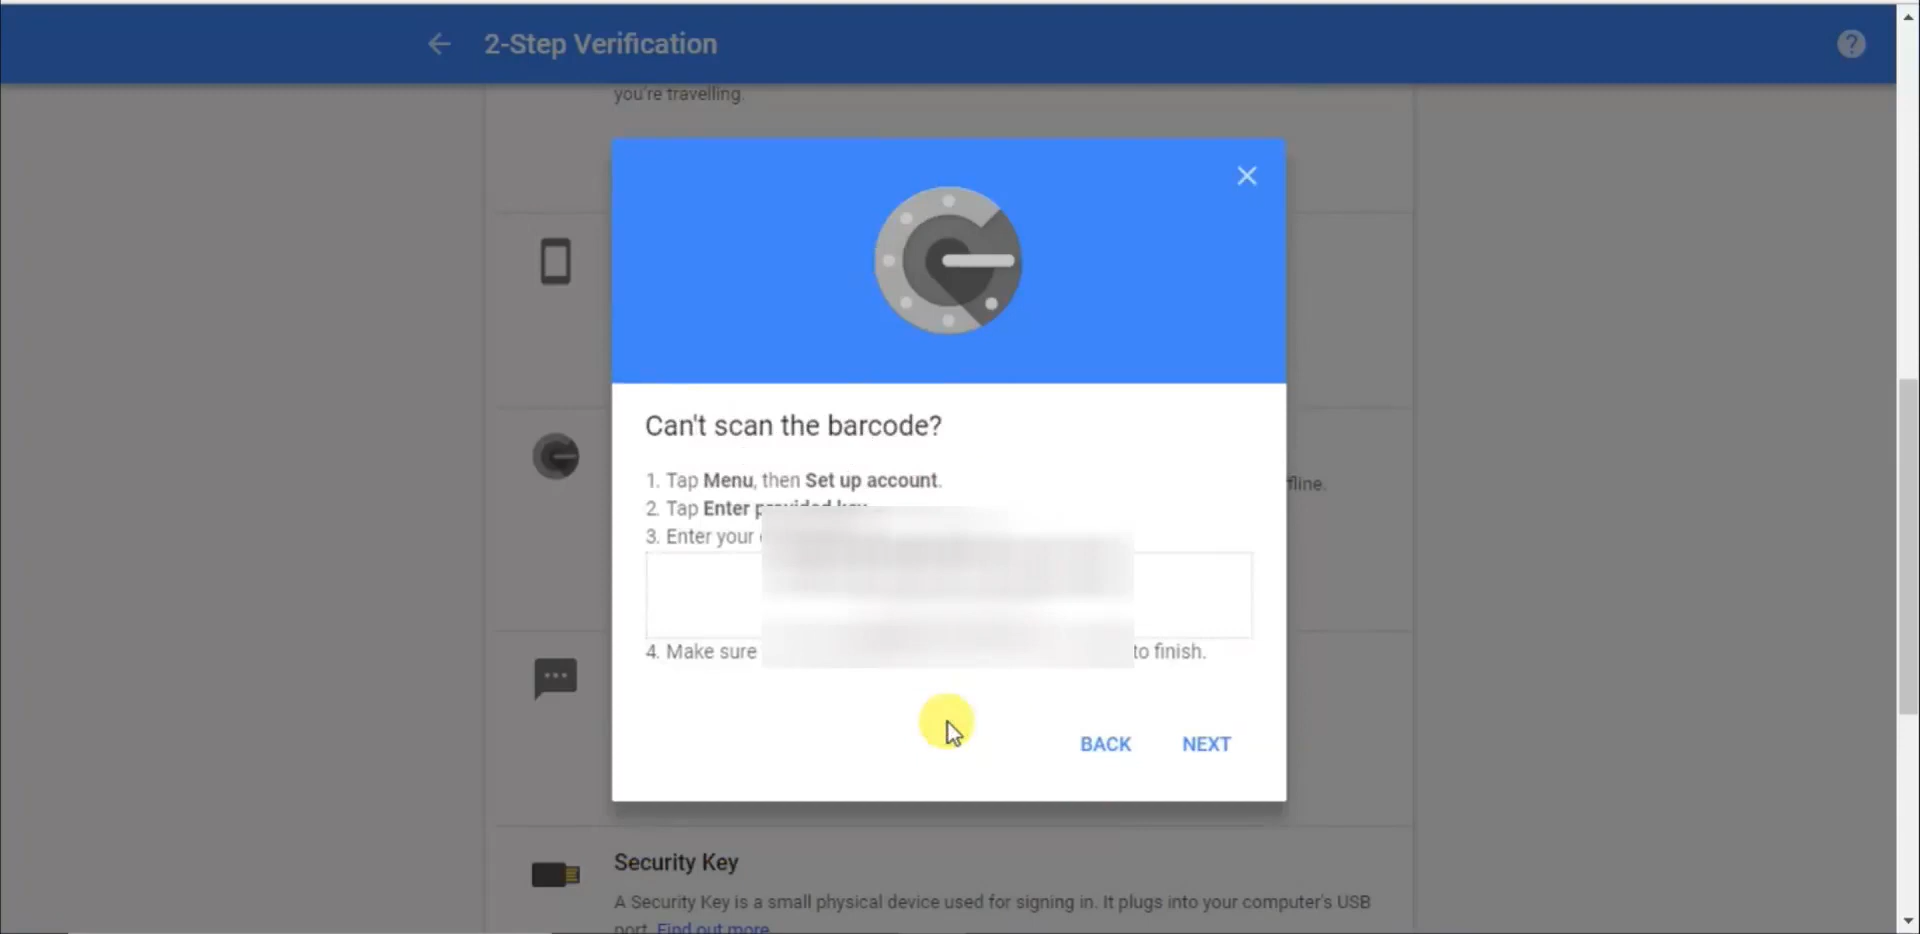 2-Step Verification
you're travelling.
Can't scan the barcode?
1. Tap Menu, then Set up account.
2. Tap Enter provided key
3. Enter your
4. Make sure to finish.
fline.
BACK NEXT
Security Key
A Security Key is a small physical device used for signing in. It plugs into your computer's USB
port. Find out more